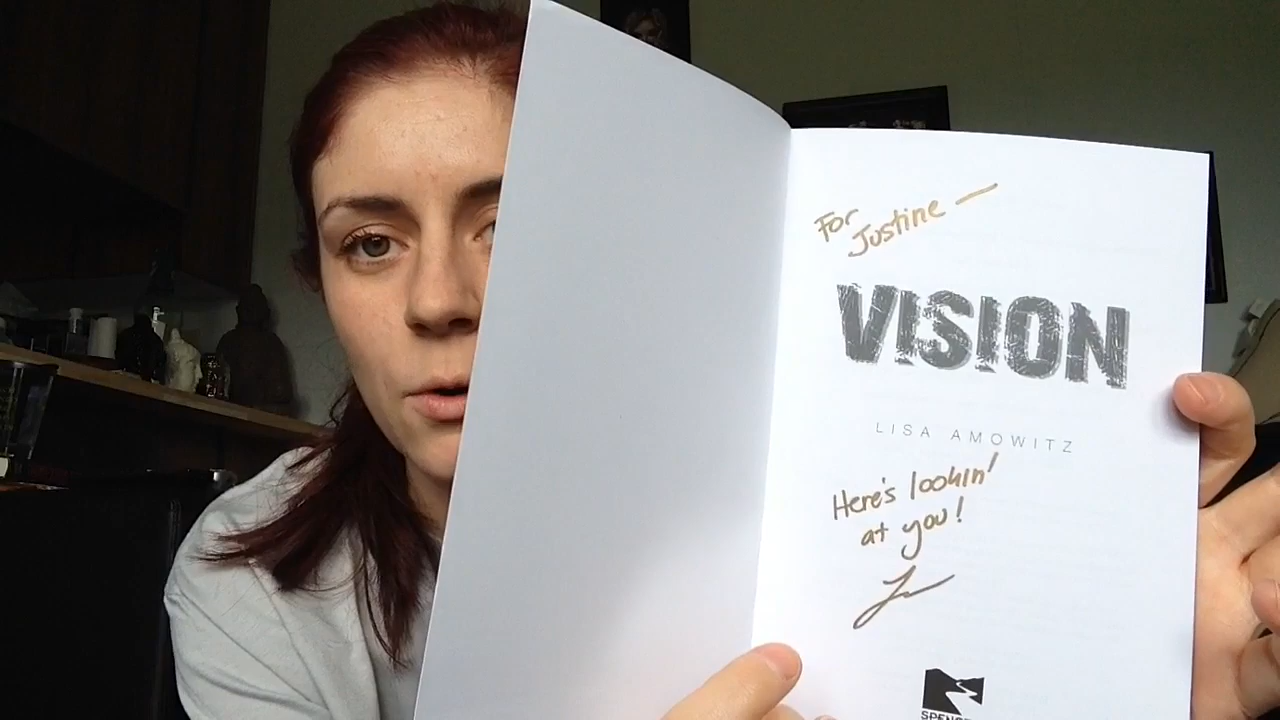 For
Justine —
VISION
LISA AMOWITZ
Here's lookin'
at you!